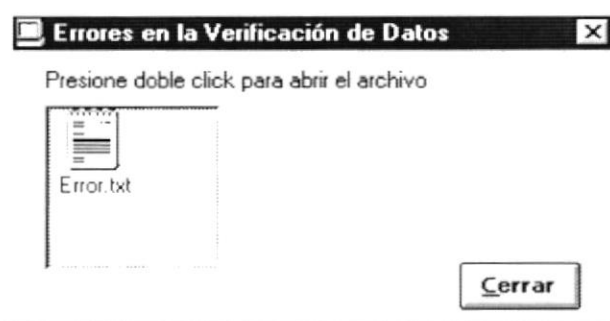 Errores en la Verificación de Datos
Presione doble click para abrir el archivo
Error.txt
Cerrar